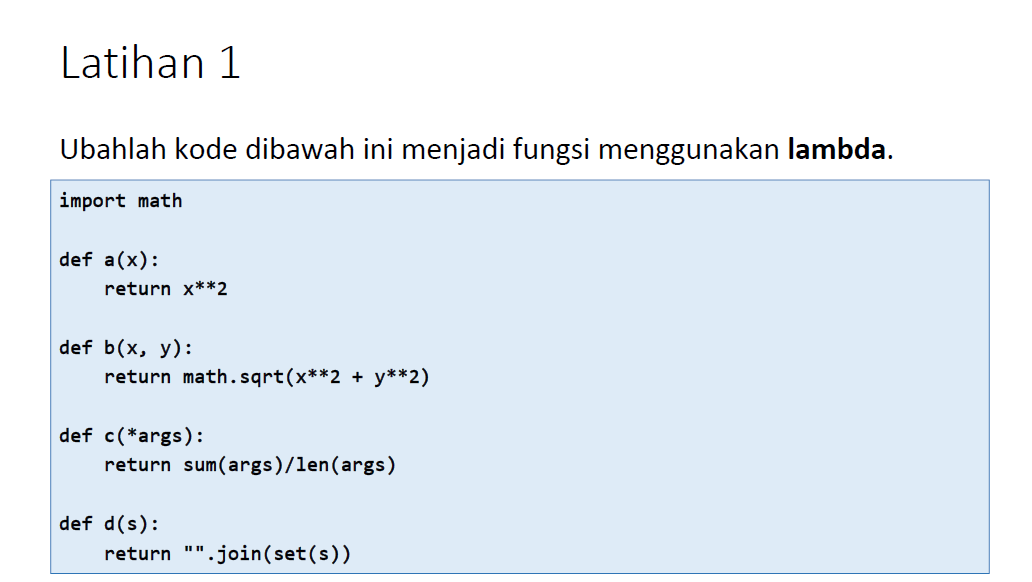 Latihan 1
Ubahlah kode dibawah ini menjadi fungsi menggunakan lambda.
import math
def a(x):
    return x**2
def b(x, y):
    return math.sqrt(x**2 + y**2)
def c(*args):
    return sum(args)/len(args)
def d(s):
    return "".join(set(s))